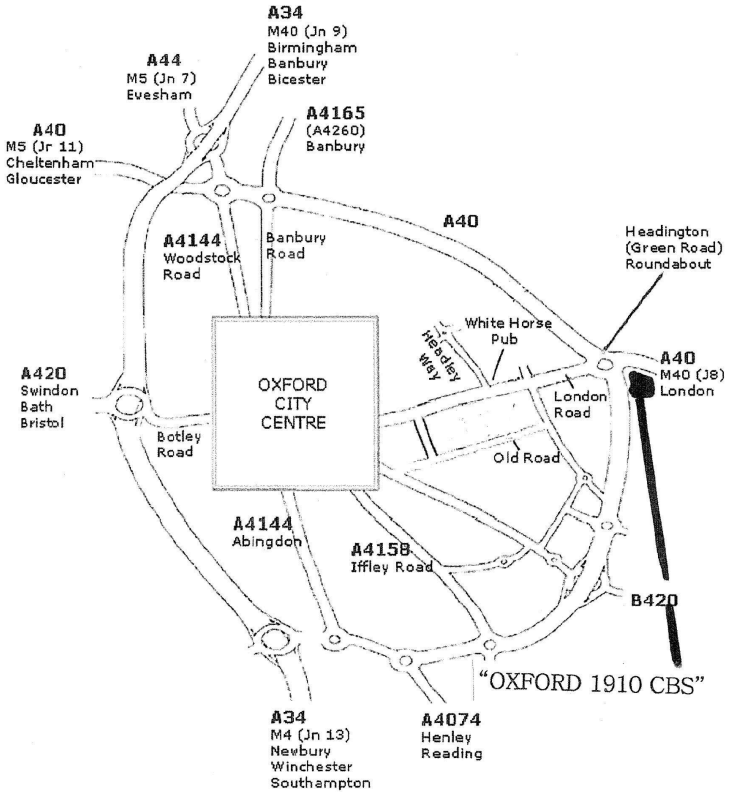 A34
M40 (Jn 9)
Birmingham
Banbury
Bicester
A44
M5 (Jn 7)
Evesham
A4165
(A4260)
Banbury
A40
M5 (Jr 11)
Cheltenham
Gloucester
A40
Headington
(Green Road)
Roundabout
A4144
Woodstock
Road
Banbury
Road
White Horse
Pub
Headley
Way
A40
M40 (J8)
London
A420
Swindon
Bath
Bristol
OXFORD
CITY
CENTRE
London
Road
Botley
Road
Old Road
A4144
Abingdon
A4158
Iffley Road
B420
"OXFORD 1910 CBS"
A34
M4 (Jn 13)
Newbury
Winchester
Southampton
A4074
Henley
Reading